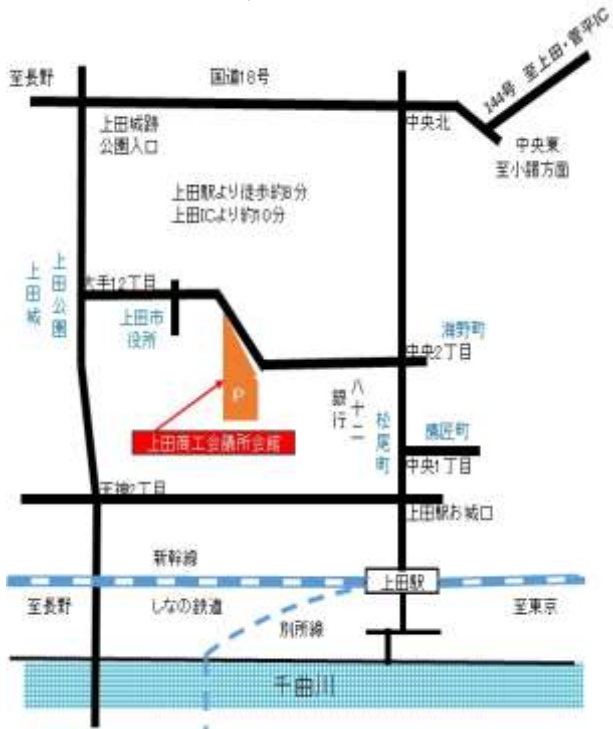 至長野
国道18号
144号 至上田・菅平IC
上田城跡
公園入口
中央北
中央東
至小諸方面
上田駅より徒歩約8分
上田ICより約10分
上田公園
上田城
大手12丁目
上田市
役所
海野町
中央2丁目
P
八十二
銀行
松尾町
上田商工会議所会館
鷹匠町
中央1丁目
天神2丁目
上田駅お城口
新幹線
上田駅
至長野
しなの鉄道
至東京
別所線
千曲川